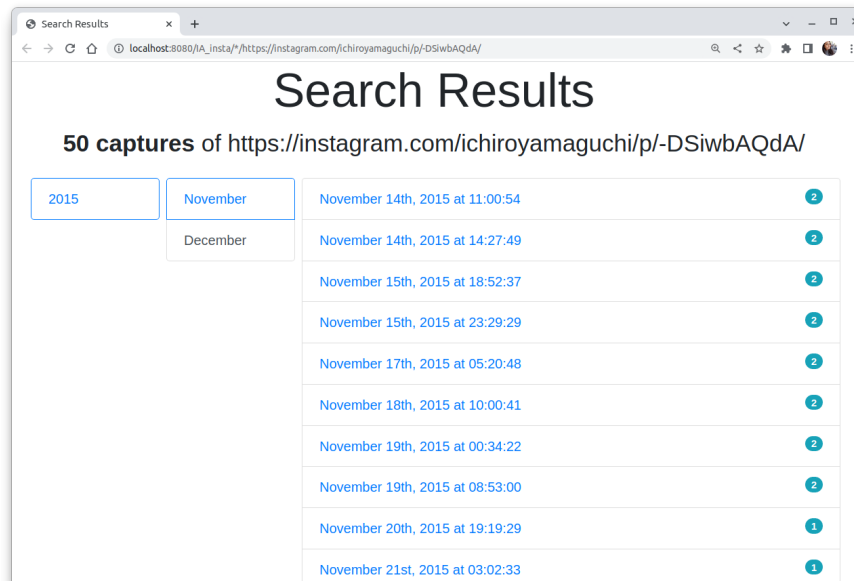 Search Results
localhost:8080/IA_insta/*/https://instagram.com/ichiroyamaguchi/p/-DSiwbAQdA/
Search Results
50 captures of https://instagram.com/ichiroyamaguchi/p/-DSiwbAQdA/
2015
November
December
November 14th, 2015 at 11:00:54 2
November 14th, 2015 at 14:27:49 2
November 15th, 2015 at 18:52:37 2
November 15th, 2015 at 23:29:29 2
November 17th, 2015 at 05:20:48 2
November 18th, 2015 at 10:00:41 2
November 19th, 2015 at 00:34:22 2
November 19th, 2015 at 08:53:00 2
November 20th, 2015 at 19:19:29 1
November 21st, 2015 at 03:02:33 1